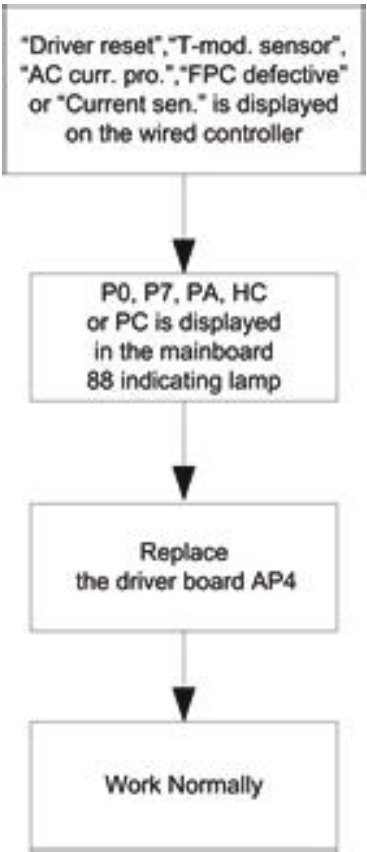 “Driver reset”,“T-mod. sensor”,
“AC curr. pro.”,“FPC defective”
or “Current sen.” is displayed
on the wired controller
P0, P7, PA, HC
or PC is displayed
in the mainboard
88 indicating lamp
Replace
the driver board AP4
Work Normally